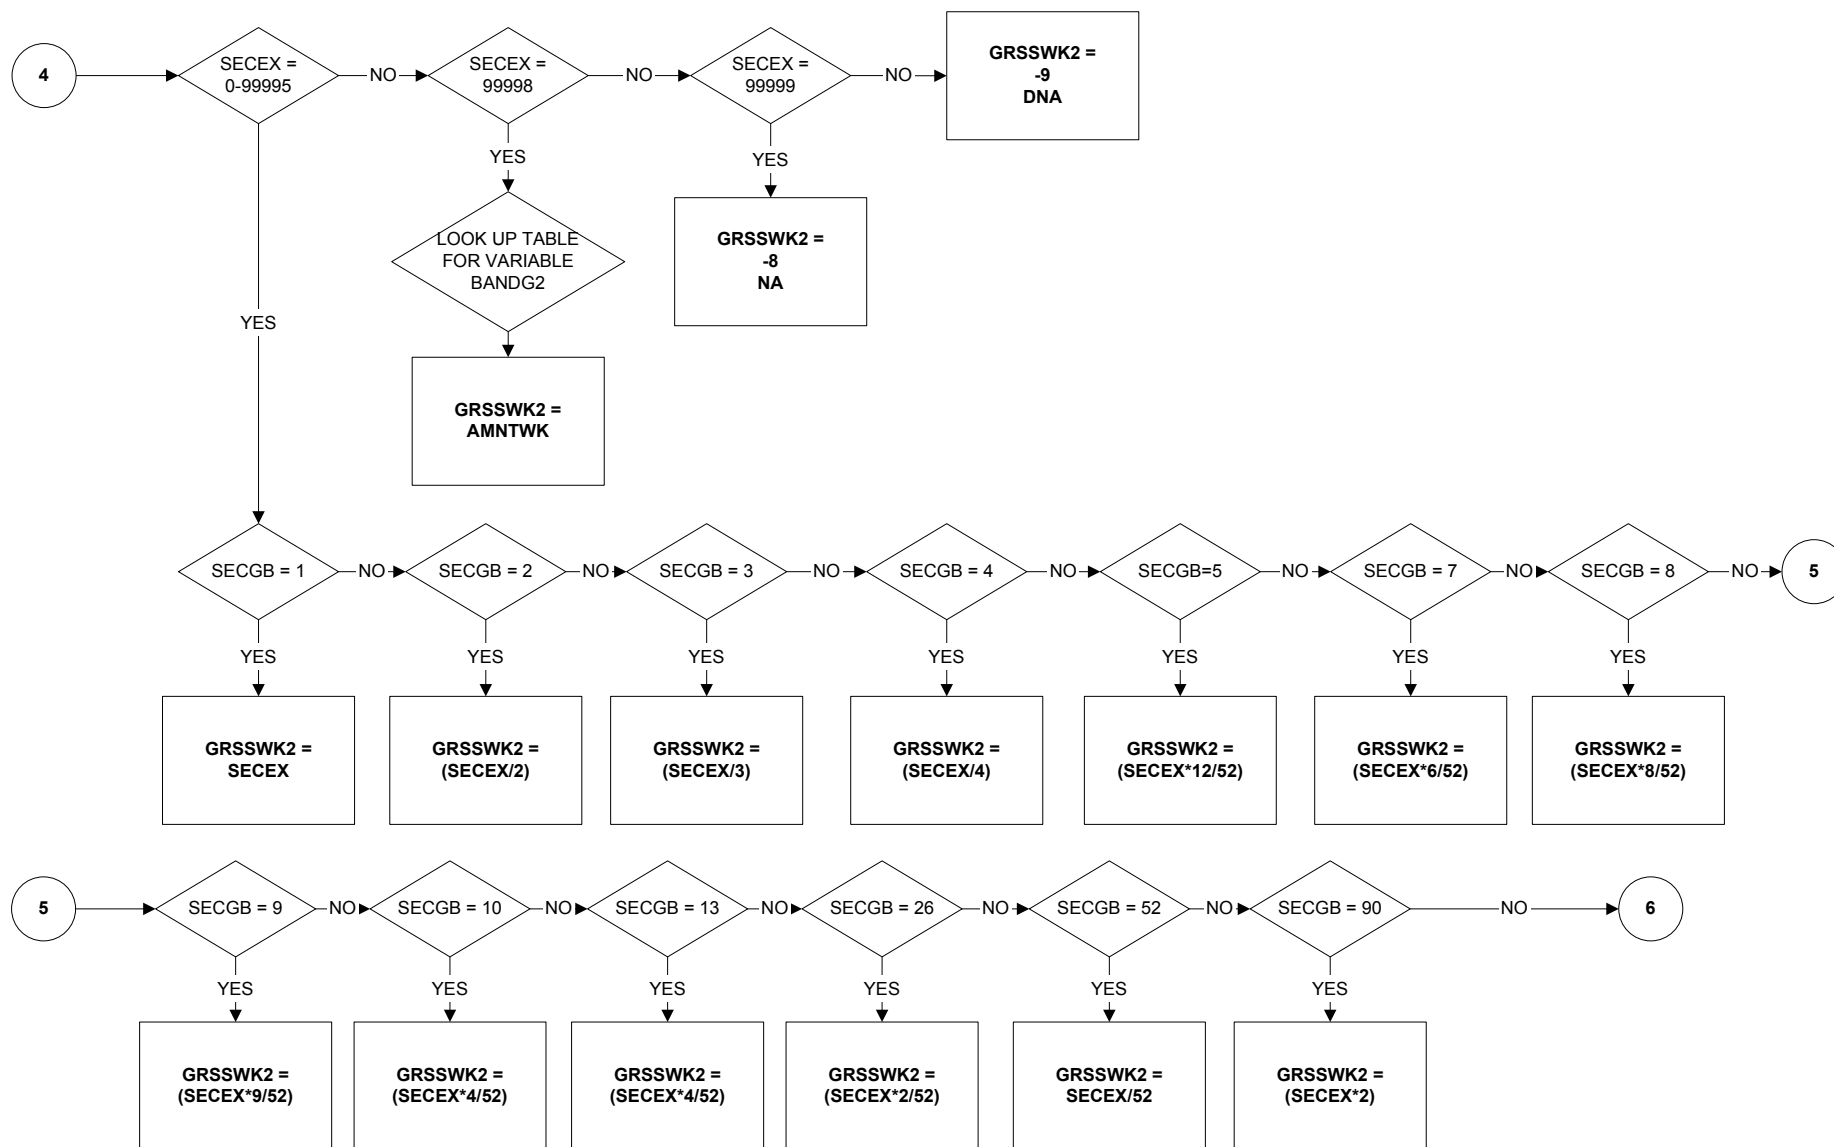 4
SECEX =
0-99995
NO
SECEX =
99998
NO
SECEX =
99999
NO
GRSSWK2 =
-9
DNA
YES
YES
LOOK UP TABLE
FOR VARIABLE
BANDG2
GRSSWK2 =
-8
NA
YES
GRSSWK2 =
AMNTWK
SECGB = 1
NO
SECGB = 2
NO
SECGB = 3
NO
SECGB = 4
NO
SECGB=5
NO
SECGB = 7
NO
SECGB = 8
NO
5
YES
YES
YES
YES
YES
YES
YES
GRSSWK2 =
SECEX
GRSSWK2 =
(SECEX/2)
GRSSWK2 =
(SECEX/3)
GRSSWK2 =
(SECEX/4)
GRSSWK2 =
(SECEX*12/52)
GRSSWK2 =
(SECEX*6/52)
GRSSWK2 =
(SECEX*8/52)
5
SECGB = 9
NO
SECGB = 10
NO
SECGB = 13
NO
SECGB = 26
NO
SECGB = 52
NO
SECGB = 90
NO
6
YES
YES
YES
YES
YES
YES
GRSSWK2 =
(SECEX*9/52)
GRSSWK2 =
(SECEX*4/52)
GRSSWK2 =
(SECEX*4/52)
GRSSWK2 =
(SECEX*2/52)
GRSSWK2 =
SECEX/52
GRSSWK2 =
(SECEX*2)